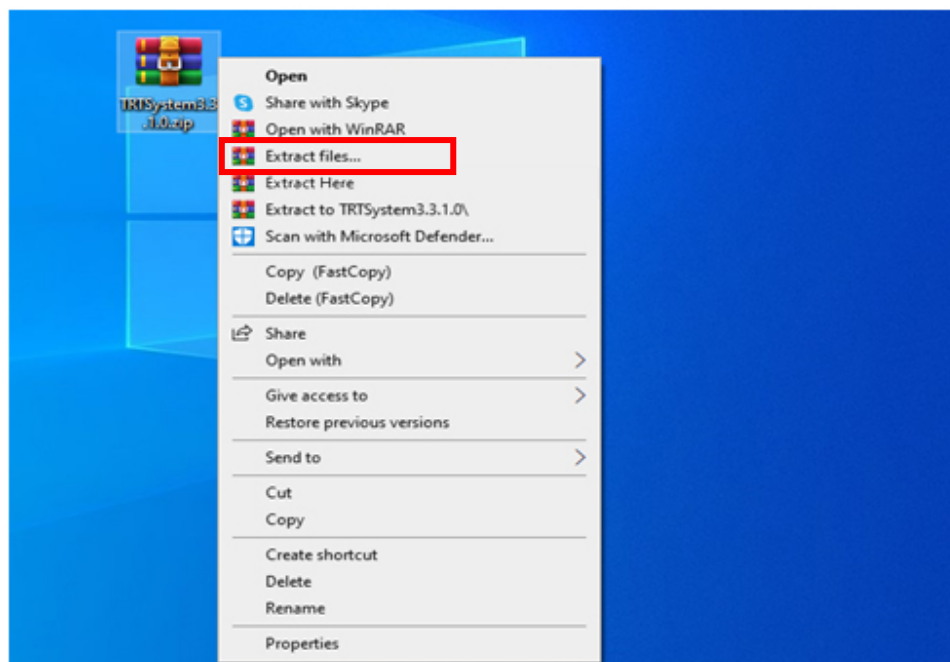 TRTSystem3.3
.1.0.zip
Open
Share with Skype
Open with WinRAR
Extract files...
Extract Here
Extract to TRTSystem3.3.1.0\
Scan with Microsoft Defender...
Copy (FastCopy)
Delete (FastCopy)
Share
Open with
Give access to
Restore previous versions
Send to
Cut
Copy
Create shortcut
Delete
Rename
Properties